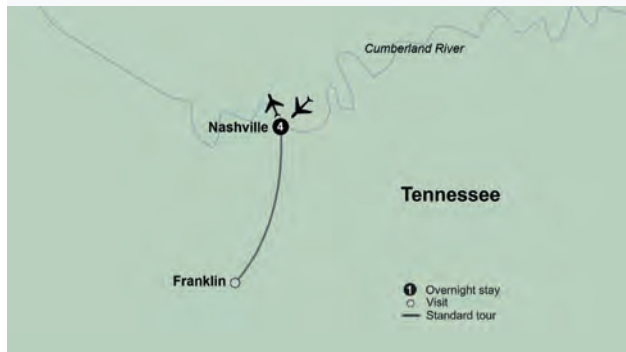 Cumberland River
Nashville 4
Tennessee
Franklin
1 Overnight stay
Visit
Standard tour